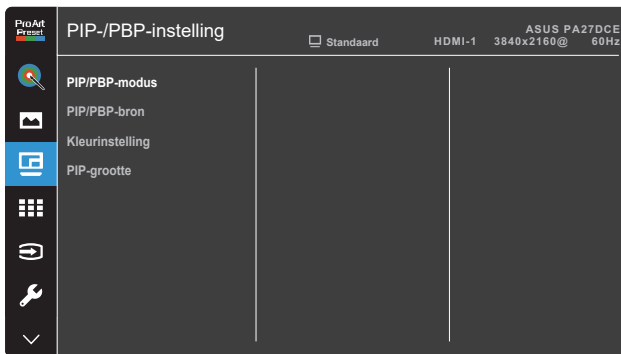 ProArt
Preset
PIP-/PBP-instelling
Standaard
HDMI-1
ASUS PA27DCE
3840x2160@ 60Hz
PIP/PBP-modus
PIP/PBP-bron
Kleurinstelling
PIP-grootte